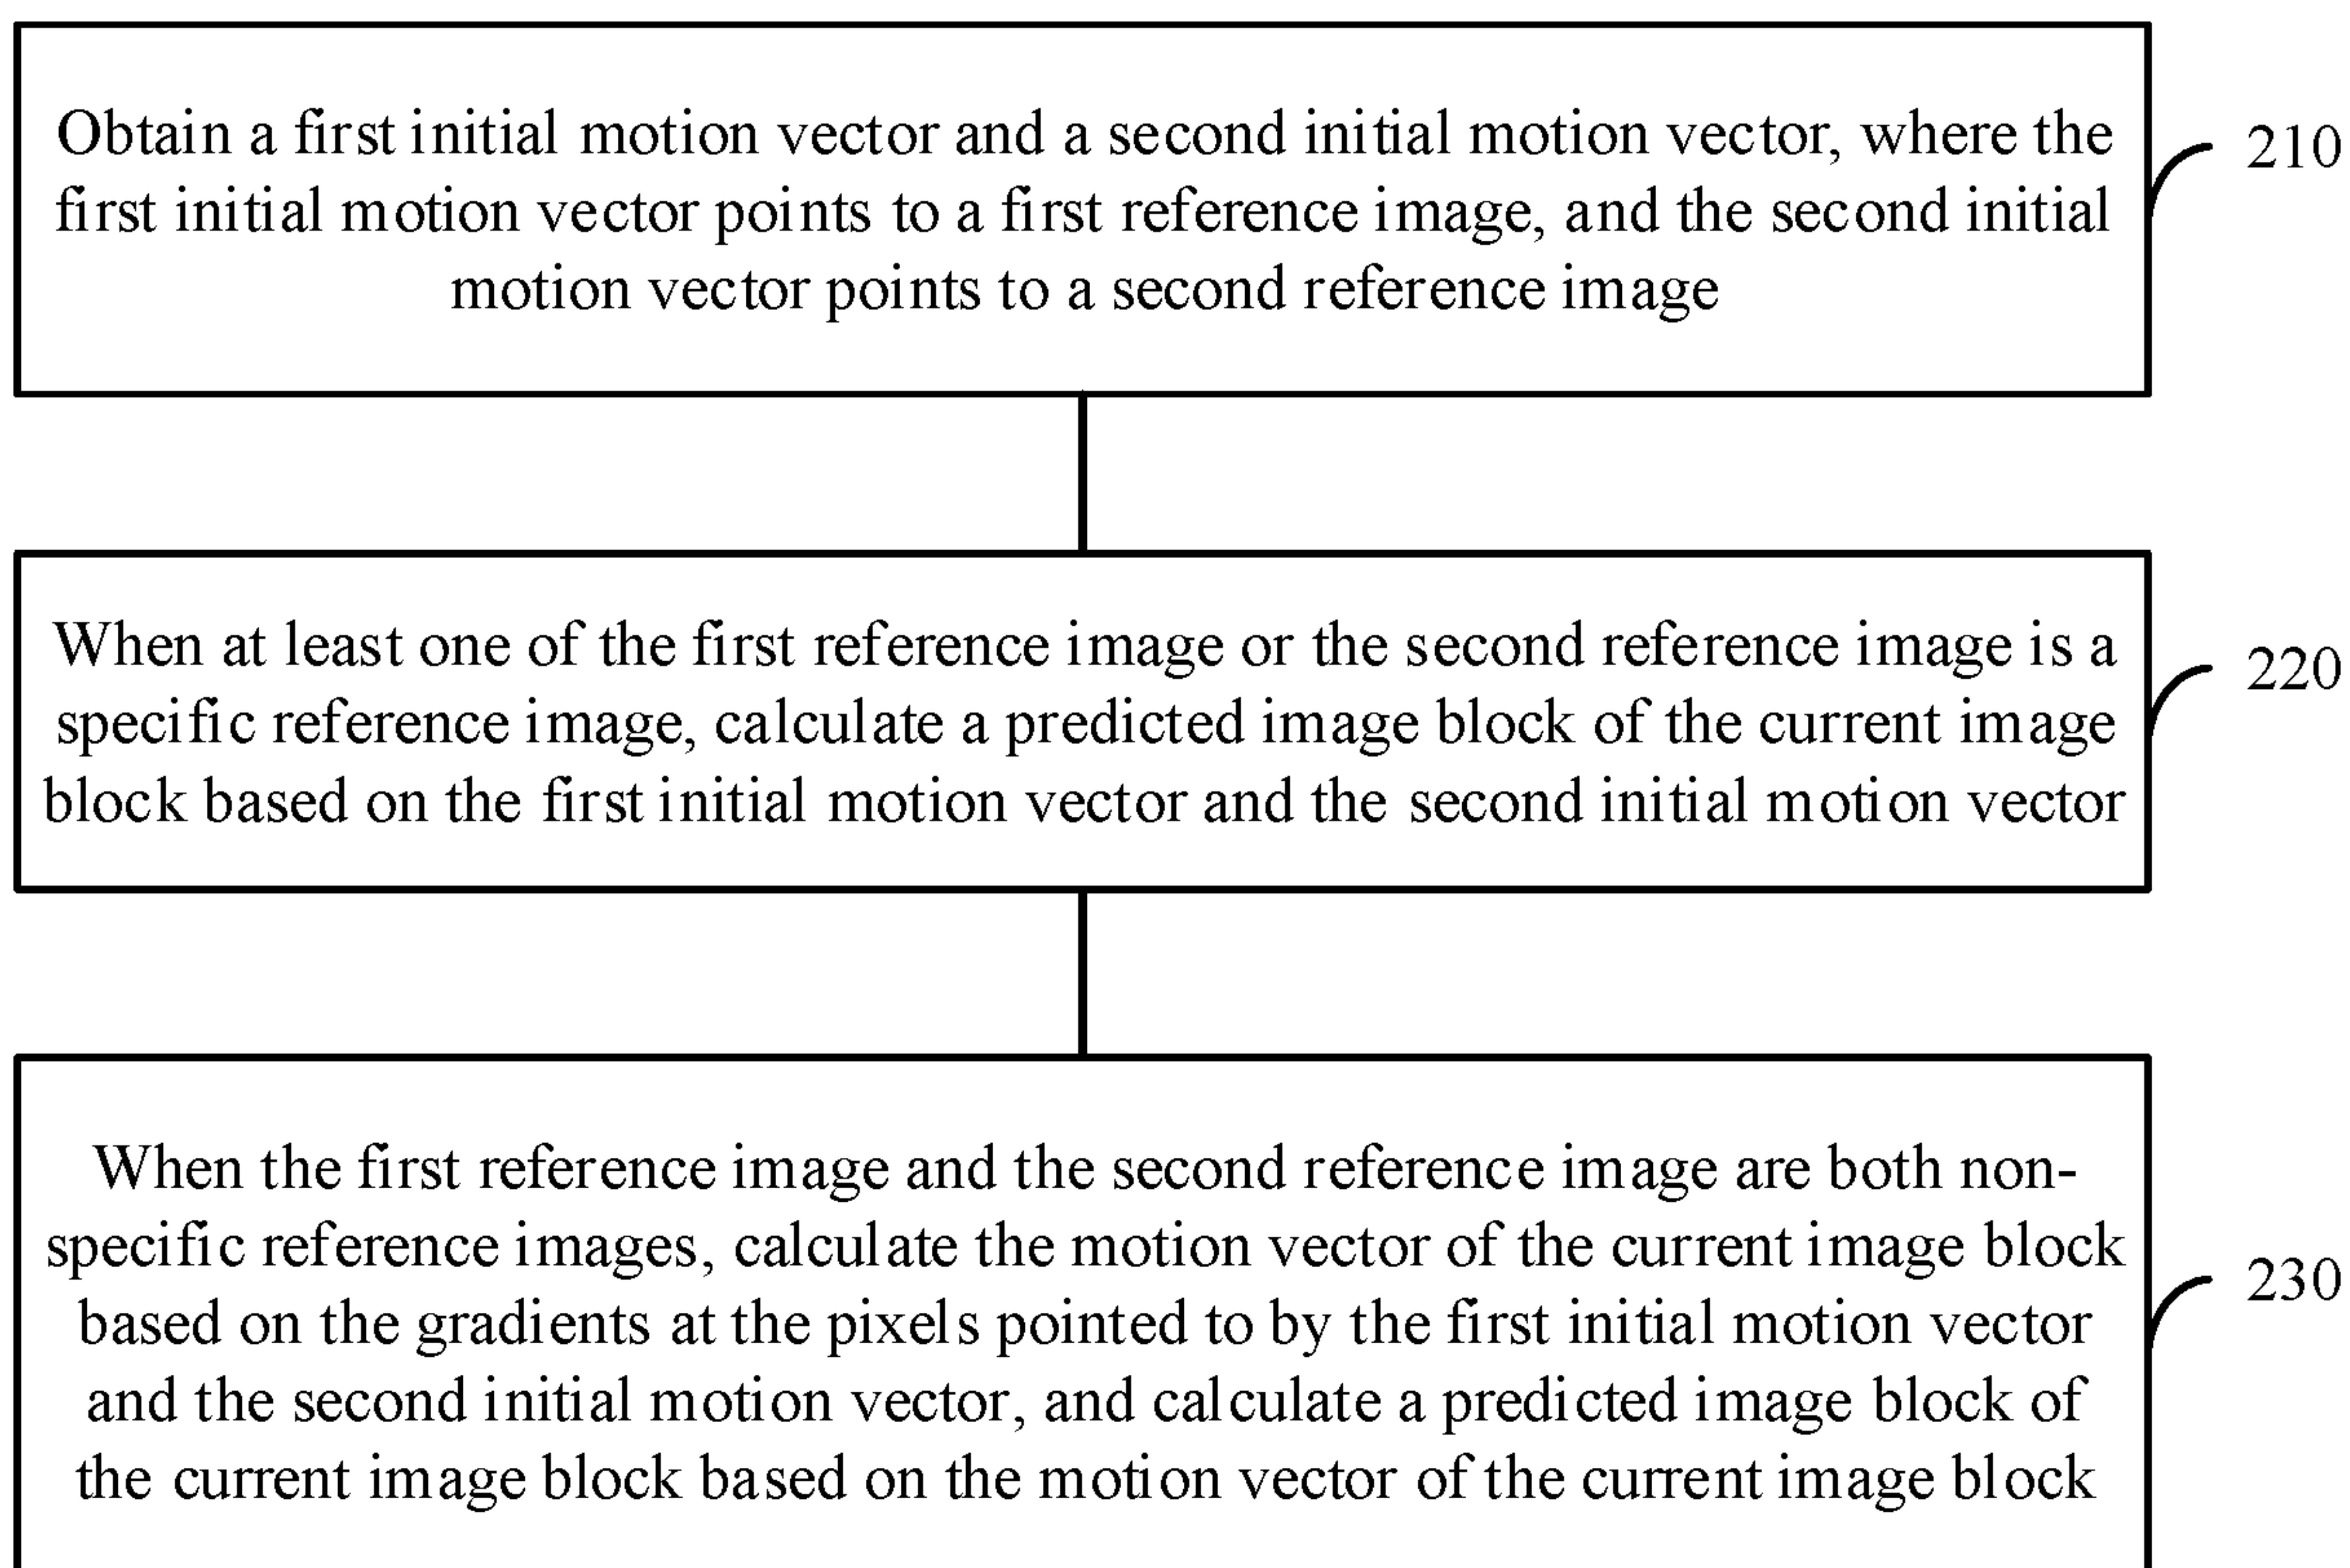 Obtain a first initial motion vector and a second initial motion vector, where the
first initial motion vector points to a first reference image, and the second initial
motion vector points to a second reference image
210
When at least one of the first reference image or the second reference image is a
specific reference image, calculate a predicted image block of the current image
block based on the first initial motion vector and the second initial motion vector
220
When the first reference image and the second reference image are both non-
specific reference images, calculate the motion vector of the current image block
based on the gradients at the pixels pointed to by the first initial motion vector
and the second initial motion vector, and calculate a predicted image block of
the current image block based on the motion vector of the current image block
230